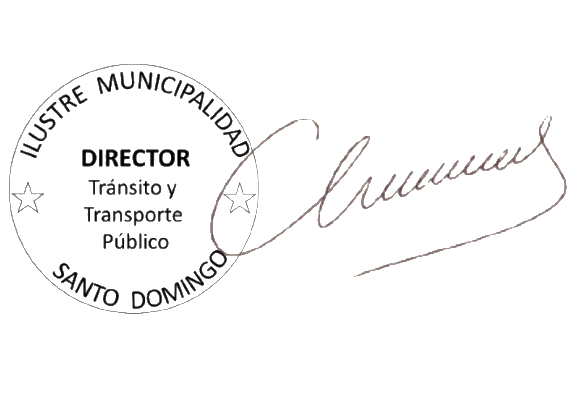 ILUSTRE MUNICIPALIDAD
DIRECTOR
Tránsito y
Transporte
Público
SANTO DOMINGO